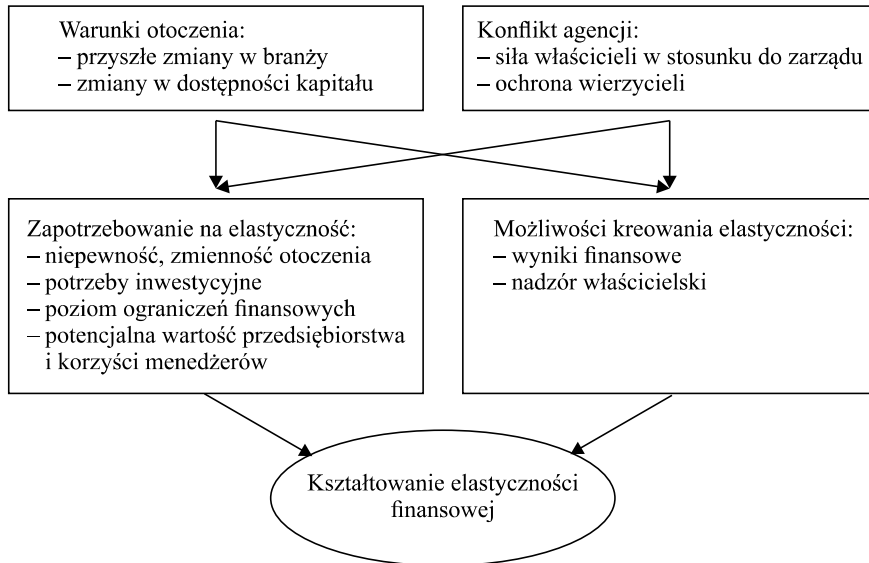 Warunki otoczenia:
– przyszłe zmiany w branży
– zmiany w dostępności kapitału
Konflikt agencji:
– siła właścicieli w stosunku do zarządu
– ochrona wierzycieli
Zapotrzebowanie na elastyczność:
– niepewność, zmienność otoczenia
– potrzeby inwestycyjne
– poziom ograniczeń finansowych
– potencjalna wartość przedsiębiorstwa
i korzyści menedżerów
Możliwości kreowania elastyczności:
– wyniki finansowe
– nadzór właścicielski
Kształtowanie elastyczności
finansowej